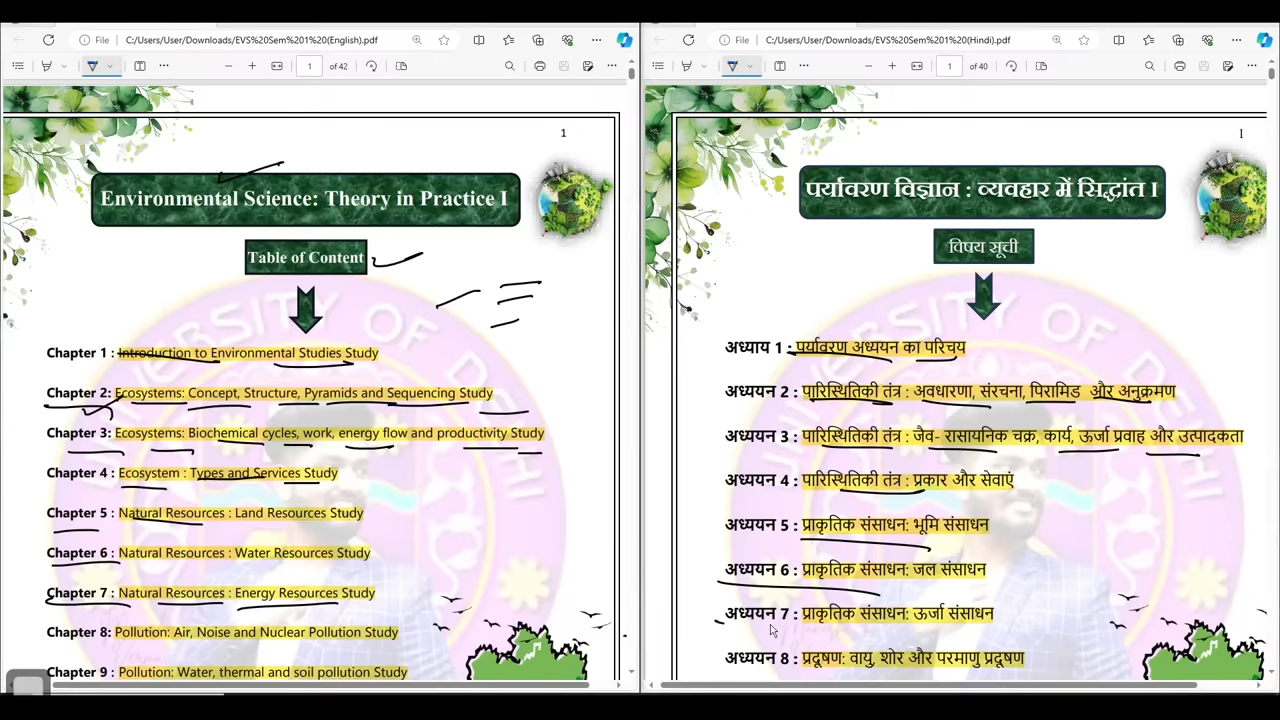 File C:/Users/User/Downloads/EVS%20Sem%201%20(English).pdf
1 of 42
1
Environmental Science: Theory in Practice I
Table of Content
UNIVERSITY OF DELHI
Chapter 1 : Introduction to Environmental Studies Study
Chapter 2: Ecosystems: Concept, Structure, Pyramids and Sequencing Study
Chapter 3: Ecosystems: Biochemical cycles, work, energy flow and productivity Study
Chapter 4 : Ecosystem : Types and Services Study
Chapter 5 : Natural Resources : Land Resources Study
Chapter 6 : Natural Resources : Water Resources Study
Chapter 7 : Natural Resources : Energy Resources Study
Chapter 8: Pollution: Air, Noise and Nuclear Pollution Study
Chapter 9 : Pollution: Water, thermal and soil pollution Study
File C:/Users/User/Downloads/EVS%20Sem%201%20(Hindi).pdf
1 of 40
1
पर्यावरण विज्ञान : व्यवहार में सिद्धांत I
विषय सूची
UNIVERSITY OF DELHI
अध्याय 1 : पर्यावरण अध्ययन का परिचय
अध्ययन 2 : पारिस्थितिकी तंत्र : अवधारणा, संरचना, पिरामिड और अनुक्रमण
अध्ययन 3 : पारिस्थितिकी तंत्र : जैव- रासायनिक चक्र, कार्य, ऊर्जा प्रवाह और उत्पादकता
अध्ययन 4 : पारिस्थितिकी तंत्र : प्रकार और सेवाएं
अध्ययन 5 : प्राकृतिक संसाधन: भूमि संसाधन
अध्ययन 6 : प्राकृतिक संसाधन: जल संसाधन
अध्ययन 7 : प्राकृतिक संसाधन: ऊर्जा संसाधन
अध्ययन 8 : प्रदूषण: वायु, शोर और परमाणु प्रदूषण